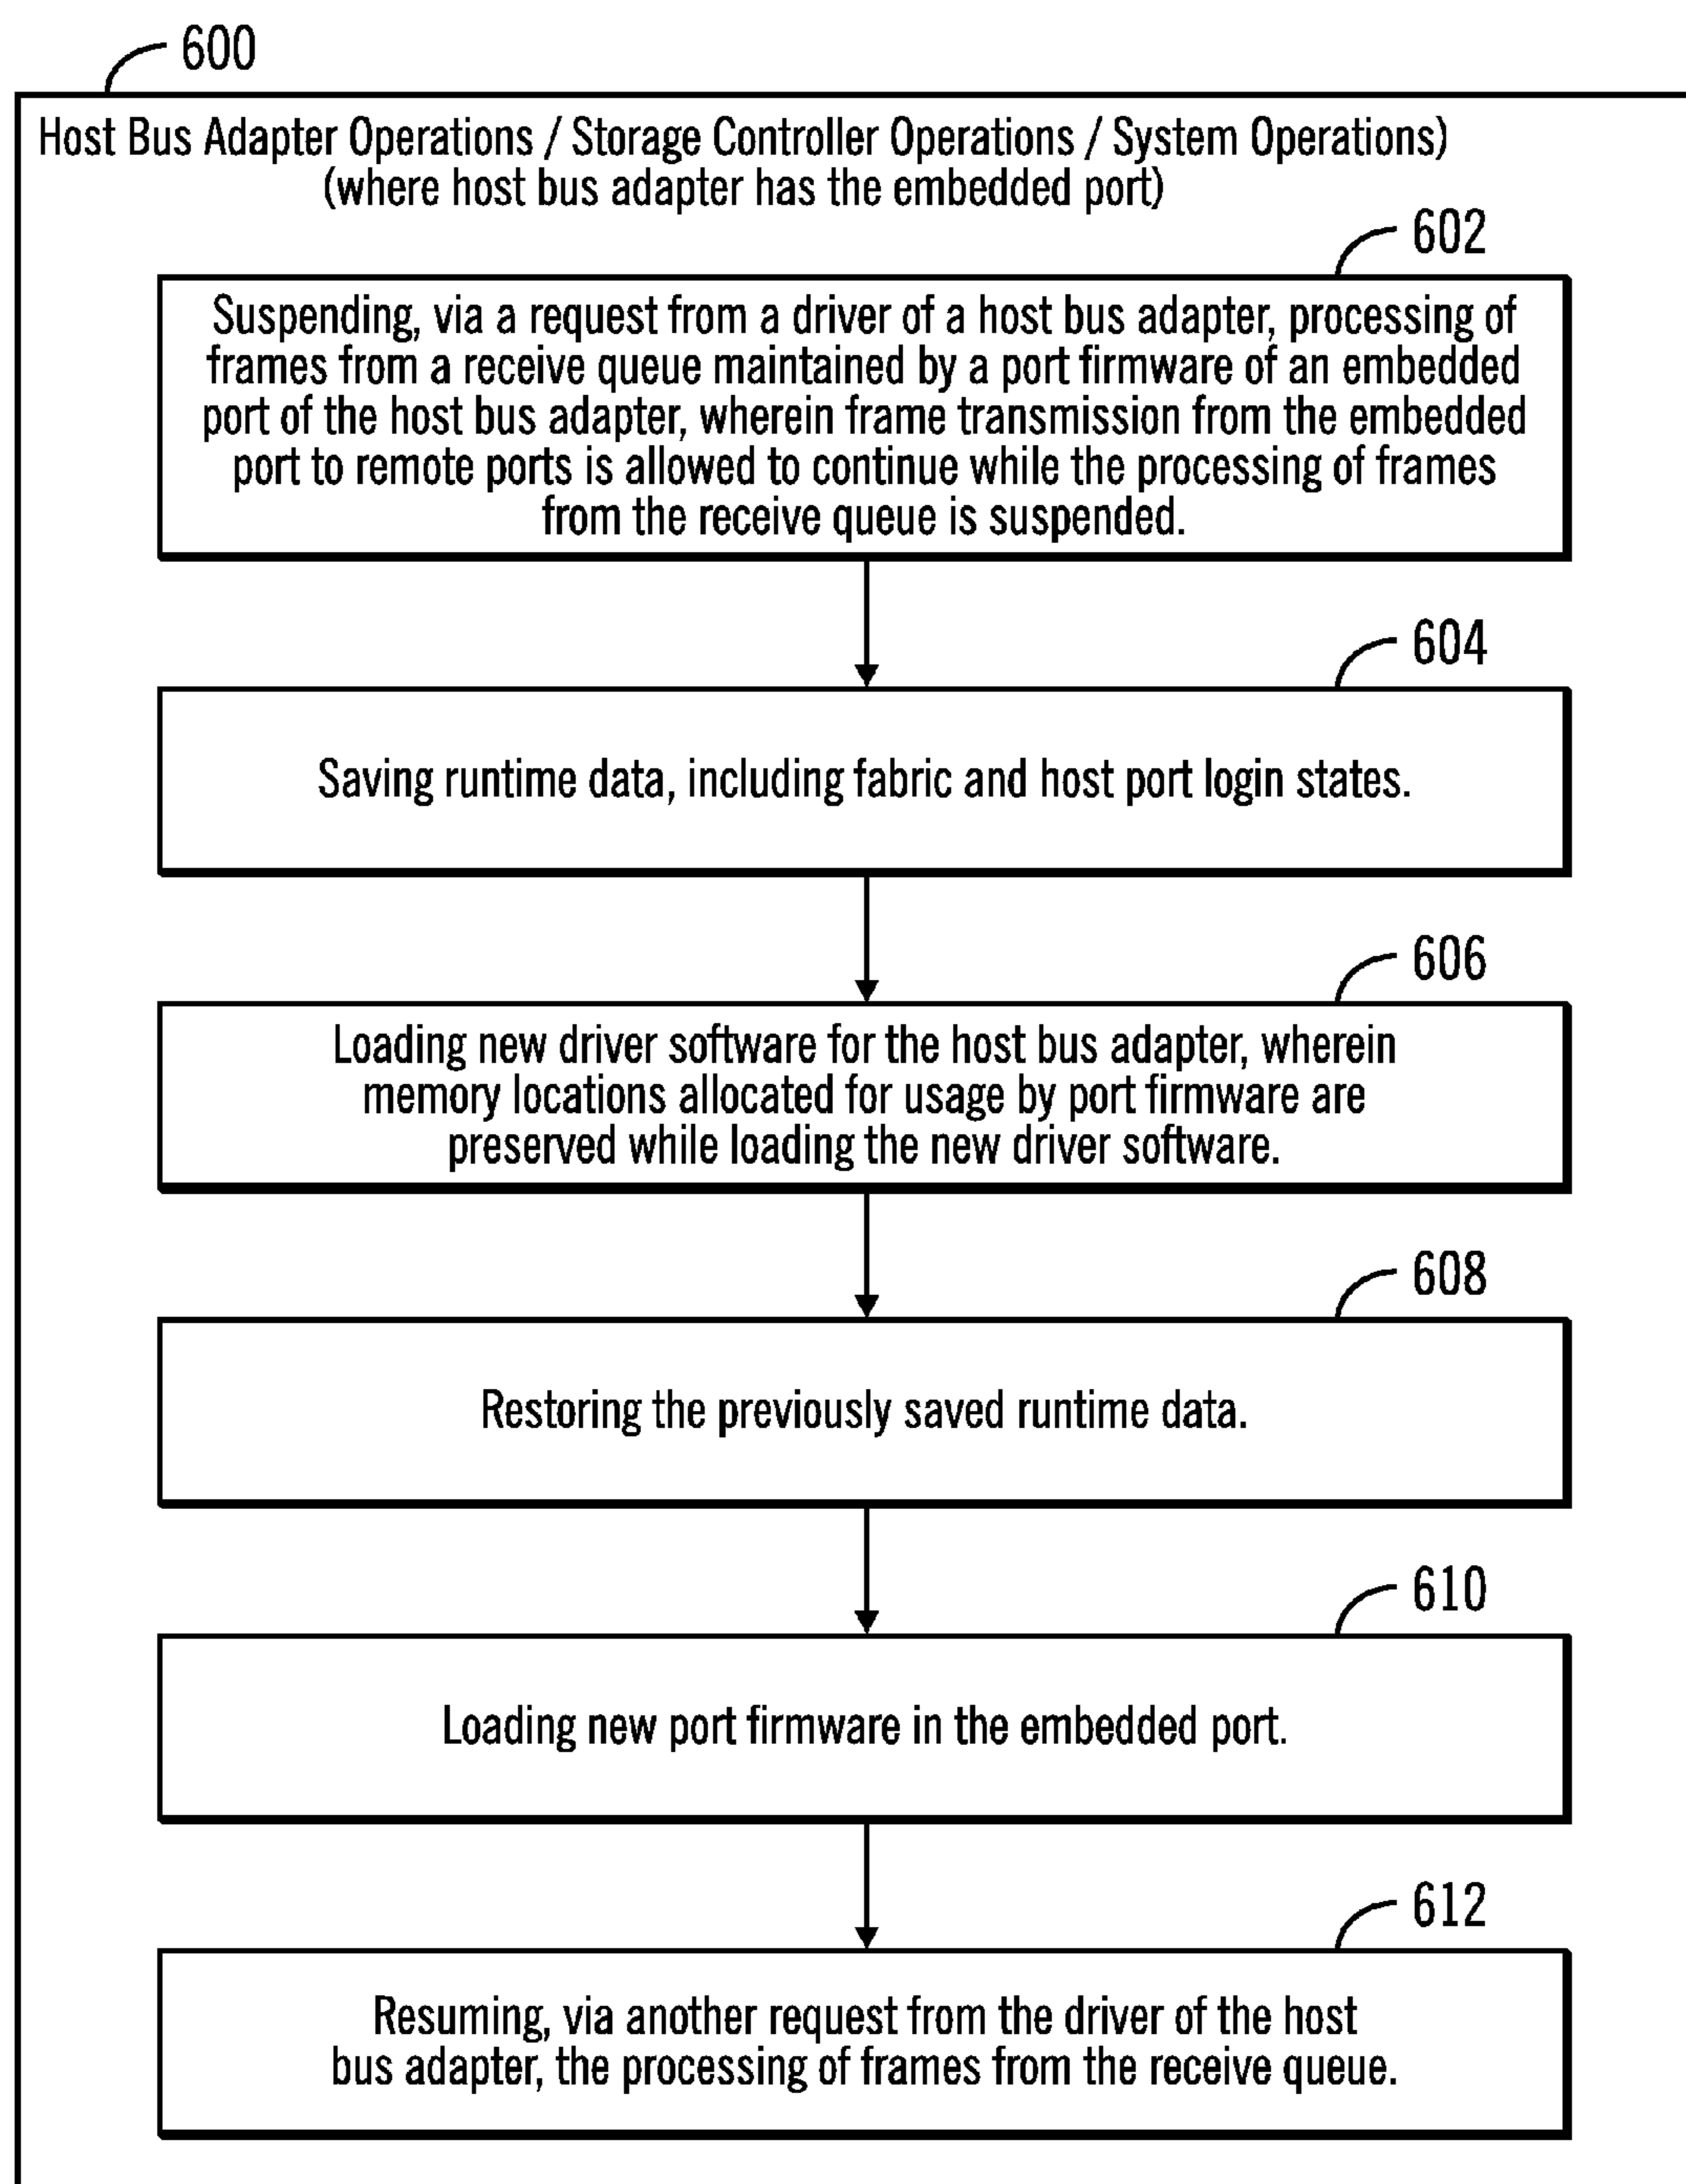 600
Host Bus Adapter Operations / Storage Controller Operations / System Operations)
(where host bus adapter has the embedded port)
602
Suspending, via a request from a driver of a host bus adapter, processing of
frames from a receive queue maintained by a port firmware of an embedded
port of the host bus adapter, wherein frame transmission from the embedded
port to remote ports is allowed to continue while the processing of frames
from the receive queue is suspended.
604
Saving runtime data, including fabric and host port login states.
606
Loading new driver software for the host bus adapter, wherein
memory locations allocated for usage by port firmware are
preserved while loading the new driver software.
608
Restoring the previously saved runtime data.
610
Loading new port firmware in the embedded port.
612
Resuming, via another request from the driver of the host
bus adapter, the processing of frames from the receive queue.